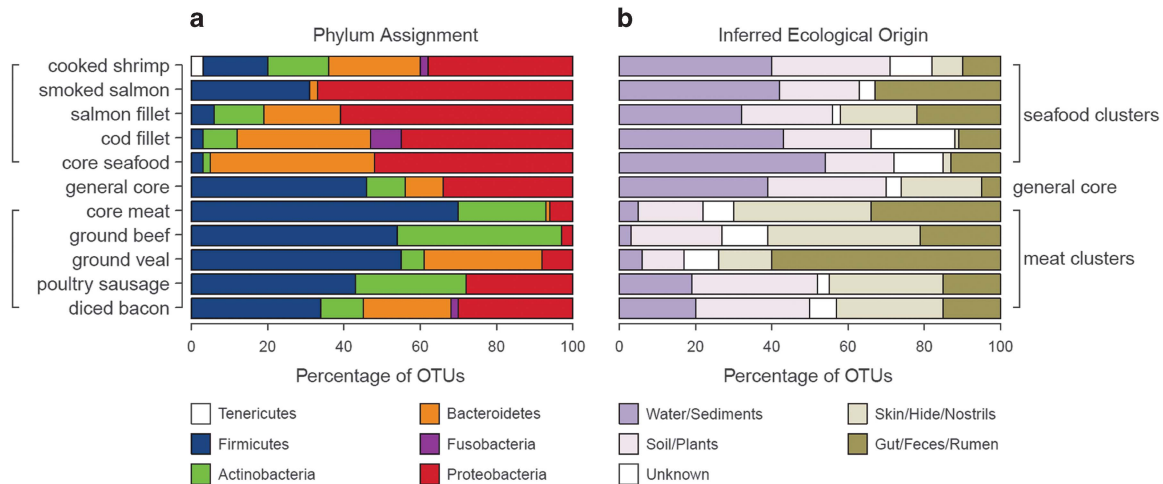 a
b
Phylum Assignment
Inferred Ecological Origin
cooked shrimp
smoked salmon
salmon fillet
cod fillet
core seafood
general core
core meat
ground beef
ground veal
poultry sausage
diced bacon
seafood clusters
general core
meat clusters
0 20 40 60 80 100
0 20 40 60 80 100
Percentage of OTUs
Percentage of OTUs
Tenericutes
Firmicutes
Actinobacteria
Bacteroidetes
Fusobacteria
Proteobacteria
Water/Sediments
Soil/Plants
Unknown
Skin/Hide/Nostrils
Gut/Feces/Rumen